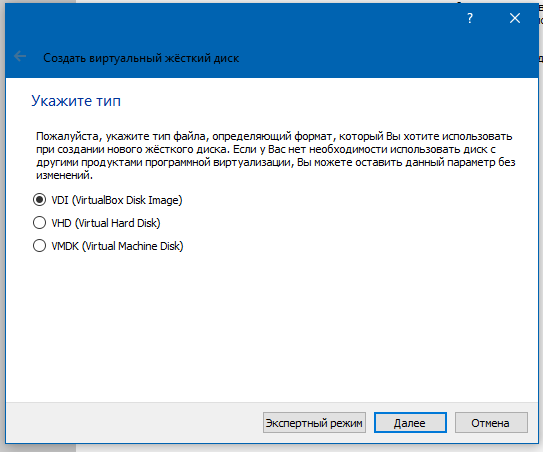 ?
Создать виртуальный жёсткий диск
Укажите тип
Пожалуйста, укажите тип файла, определяющий формат, который Вы хотите использовать
при создании нового жёсткого диска. Если у Вас нет необходимости использовать диск с
другими продуктами программной виртуализации, Вы можете оставить данный параметр без
изменений.
VDI (VirtualBox Disk Image)
VHD (Virtual Hard Disk)
VMDK (Virtual Machine Disk)
Экспертный режим Далее Отмена